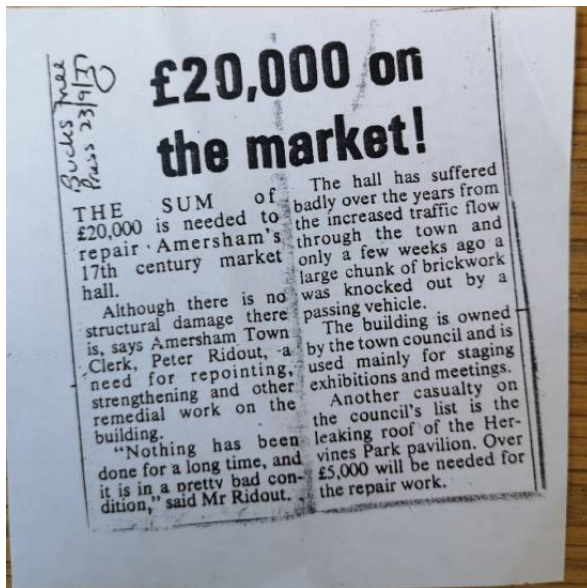 Bucks Free
Press 23/9/77
£20,000 on
the market!
THE SUM of
£20,000 is needed to
repair Amersham's
17th century market
hall.
Although there is no
structural damage there
is, says Amersham Town
Clerk, Peter Ridout, a
need for repointing,
strengthening and other
remedial work on the
building.
"Nothing has been
done for a long time, and
it is in a pretty bad con-
dition," said Mr Ridout.
The hall has suffered
badly over the years from
the increased traffic flow
through the town and
only a few weeks ago a
large chunk of brickwork
was knocked out by a
passing vehicle.
The building is owned
by the town council and is
used mainly for staging
exhibitions and meetings.
Another casualty on
the council's list is the
leaking roof of the Her-
vines Park pavilion. Over
£5,000 will be needed for
the repair work.